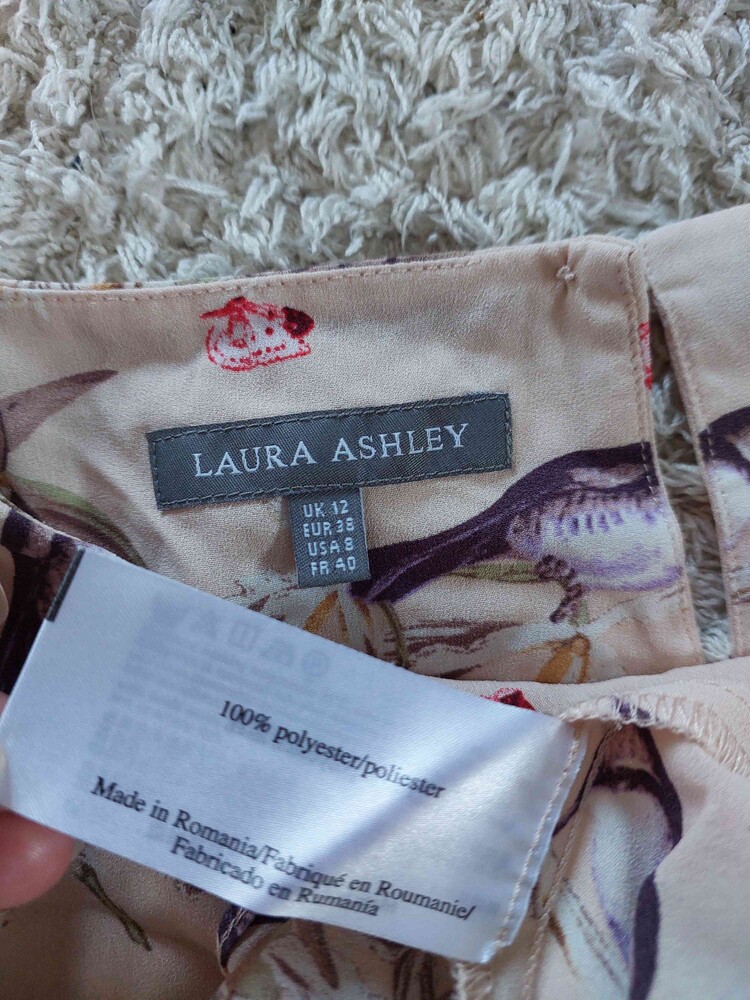 LAURA ASHLEY
UK 12
EUR 38
USA 8
FR 40
100% polyester/poliester
Made in Romania/Fabriqué en Roumanie/
Fabricado en Rumanía